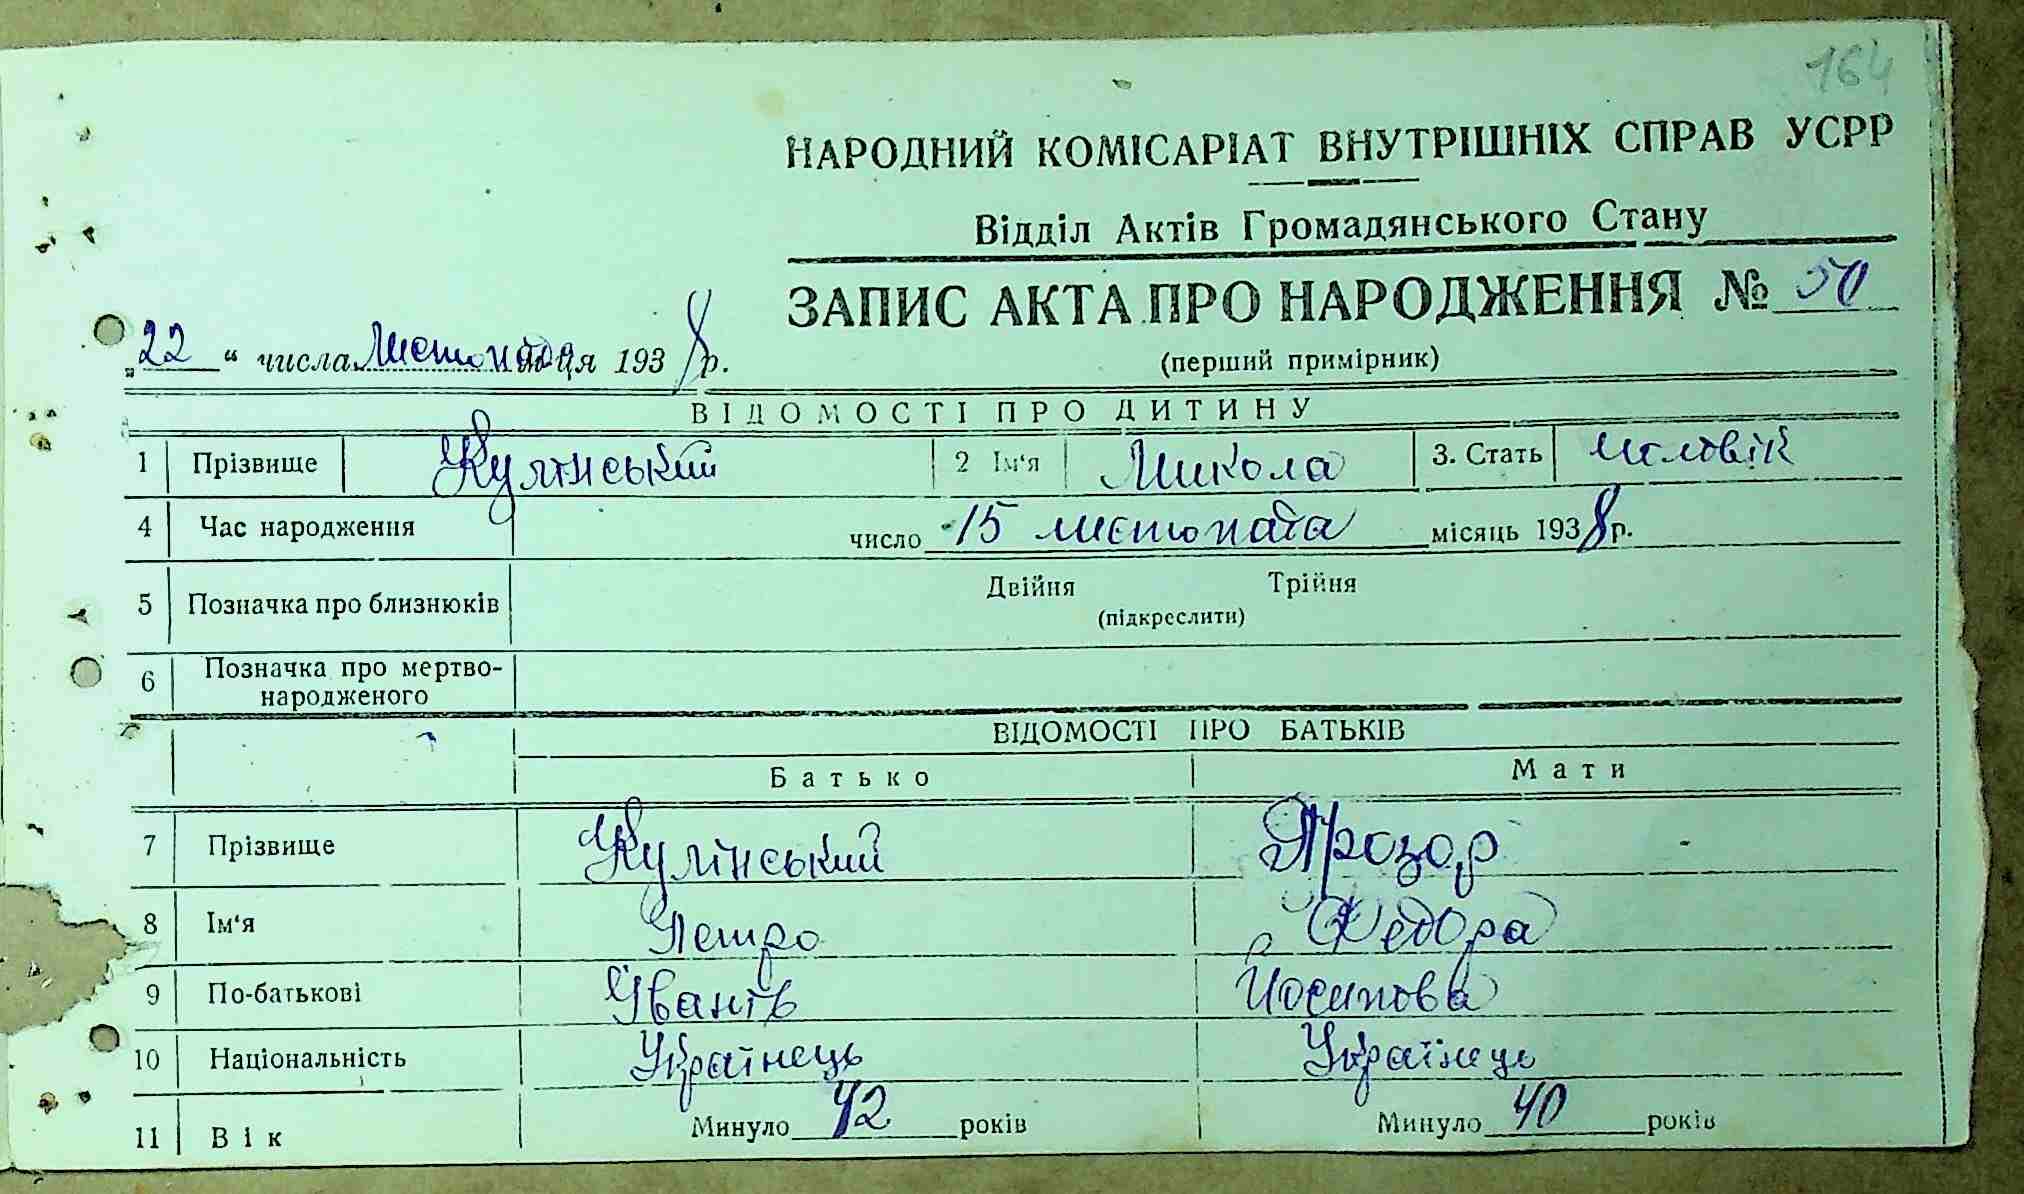 164
НАРОДНИЙ КОМІСАРІАТ ВНУТРІШНІХ СПРАВ УСРР
Відділ Актів Громадянського Стану
ЗАПИС АКТА ПРО НАРОДЖЕННЯ № 50
(перший примірник)
„22“ числа Листопада ця 1938 р.
ВІДОМОСТІ ПРО ДИТИНУ
1 Прізвище Кулінський 2 Ім'я Микола 3. Стать чоловік
4 Час народження число 15 листопата місяць 1938 р.
5 Позначка про близнюків Двійня Трійня
(підкреслити)
6 Позначка про мертво-
народженого
ВІДОМОСТІ ПРО БАТЬКІВ
Батько Мати
7 Прізвище Кулінський Прозор
8 Ім'я Петро Федора
9 По-батькові Іванів Йосипова
10 Національність Українець Українець
11 Вік Минуло 42 років Минуло 40 років